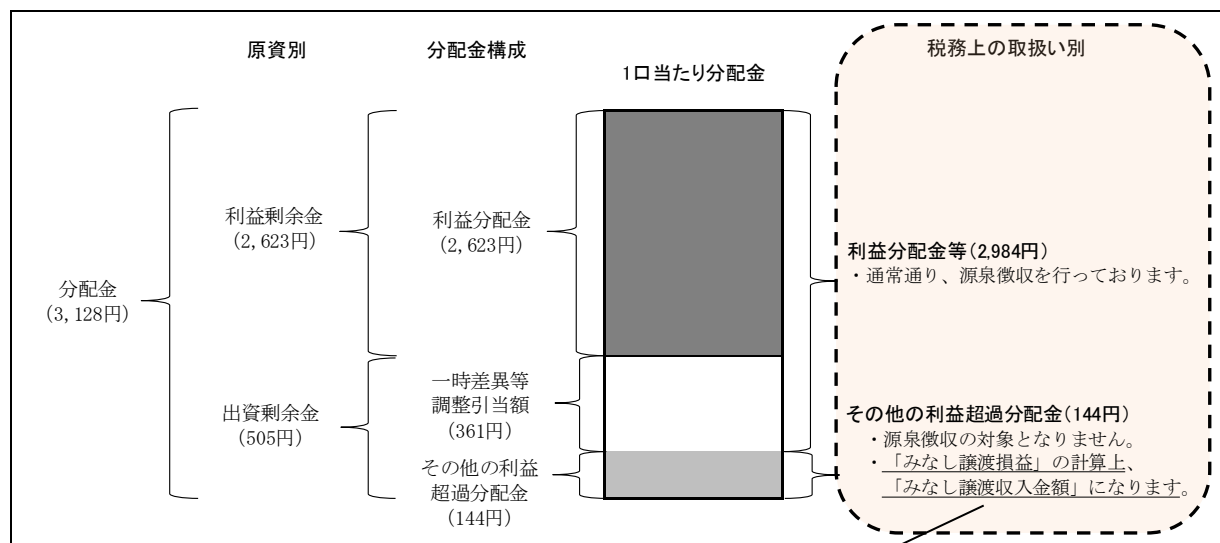 原資別
分配金構成
1口当たり分配金
税務上の取扱い別
分配金
(3,128円)
利益剰余金
(2,623円)
出資剰余金
(505円)
利益分配金
(2,623円)
一時差異等
調整引当額
(361円)
その他の利益
超過分配金
(144円)
利益分配金等(2,984円)
・通常通り、源泉徴収を行っております。
その他の利益超過分配金(144円)
・源泉徴収の対象となりません。
・「みなし譲渡損益」の計算上、
「みなし譲渡収入金額」になります。